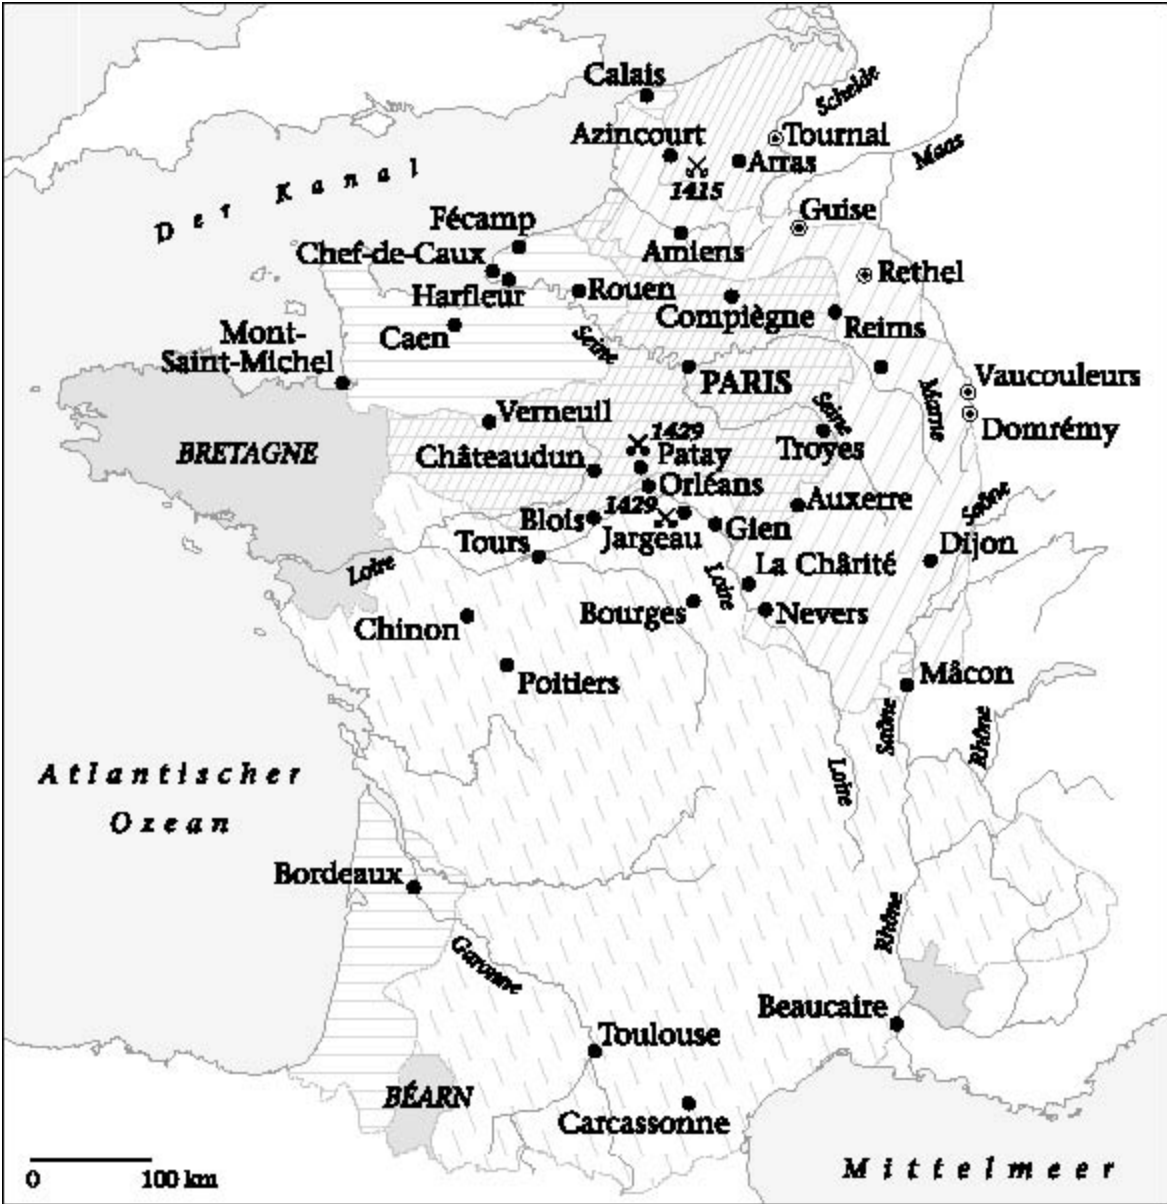 Calais
Schelde
Azincourt
Tournai
Arras
Maas
1415
Der Kanal
Guise
Fécamp
Amiens
Chef-de-Caux
Rethel
Harfleur
Rouen
Compiègne
Reims
Mont-
Saint-Michel
Caen
Seine
PARIS
Vaucouleurs
Marne
Seine
Verneuil
Domrémy
BRETAGNE
1429
Patay
Troyes
Châteaudun
Orléans
1429
Auxerre
Saône
Blois
Jargeau
Gien
Tours
Dijon
Loire
La Chârité
Loire
Bourges
Nevers
Chinon
Poitiers
Mâcon
Saône
Rhône
Atlantischer
Ozean
Loire
Bordeaux
Rhône
Garonne
Beaucaire
Toulouse
BÉARN
Carcassonne
0 100 km
Mittelmeer